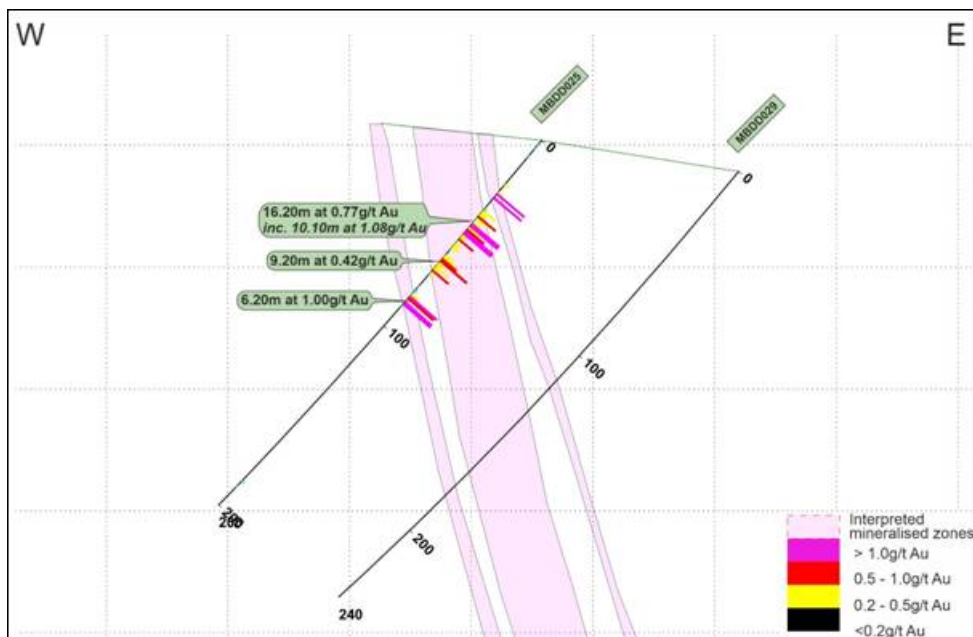 W
E
MBDD025
MBDD029
0
0
16.20m at 0.77g/t Au
inc. 10.10m at 1.08g/t Au
9.20m at 0.42g/t Au
6.20m at 1.00g/t Au
100
100
200
200
240
Interpreted
mineralised zones
> 1.0g/t Au
0.5 - 1.0g/t Au
0.2 - 0.5g/t Au
<0.2g/t Au